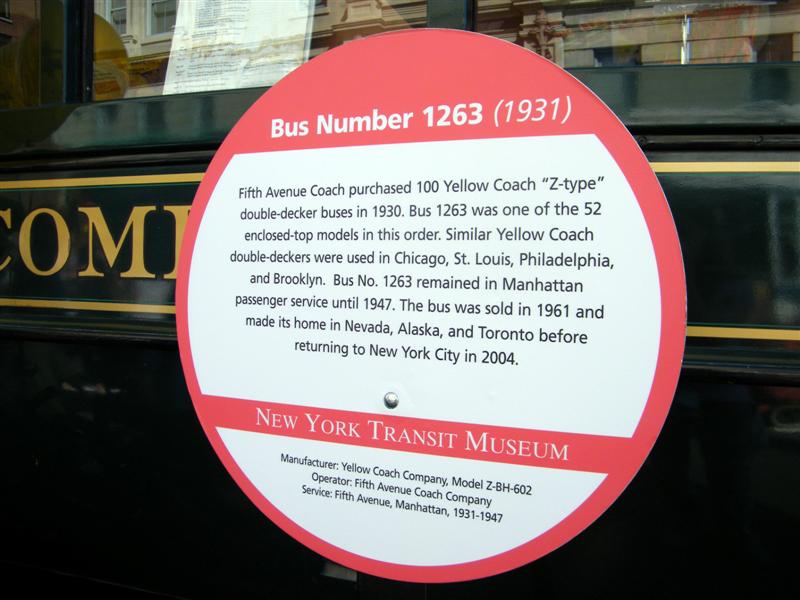 Bus Number 1263 (1931)
Fifth Avenue Coach purchased 100 Yellow Coach “Z-type”
double-decker buses in 1930. Bus 1263 was one of the 52
enclosed-top models in this order. Similar Yellow Coach
double-deckers were used in Chicago, St. Louis, Philadelphia,
and Brooklyn. Bus No. 1263 remained in Manhattan
passenger service until 1947. The bus was sold in 1961 and
made its home in Nevada, Alaska, and Toronto before
returning to New York City in 2004.
COM
NEW YORK TRANSIT MUSEUM
Manufacturer: Yellow Coach Company, Model Z-BH-602
Operator: Fifth Avenue Coach Company
Service: Fifth Avenue, Manhattan, 1931-1947